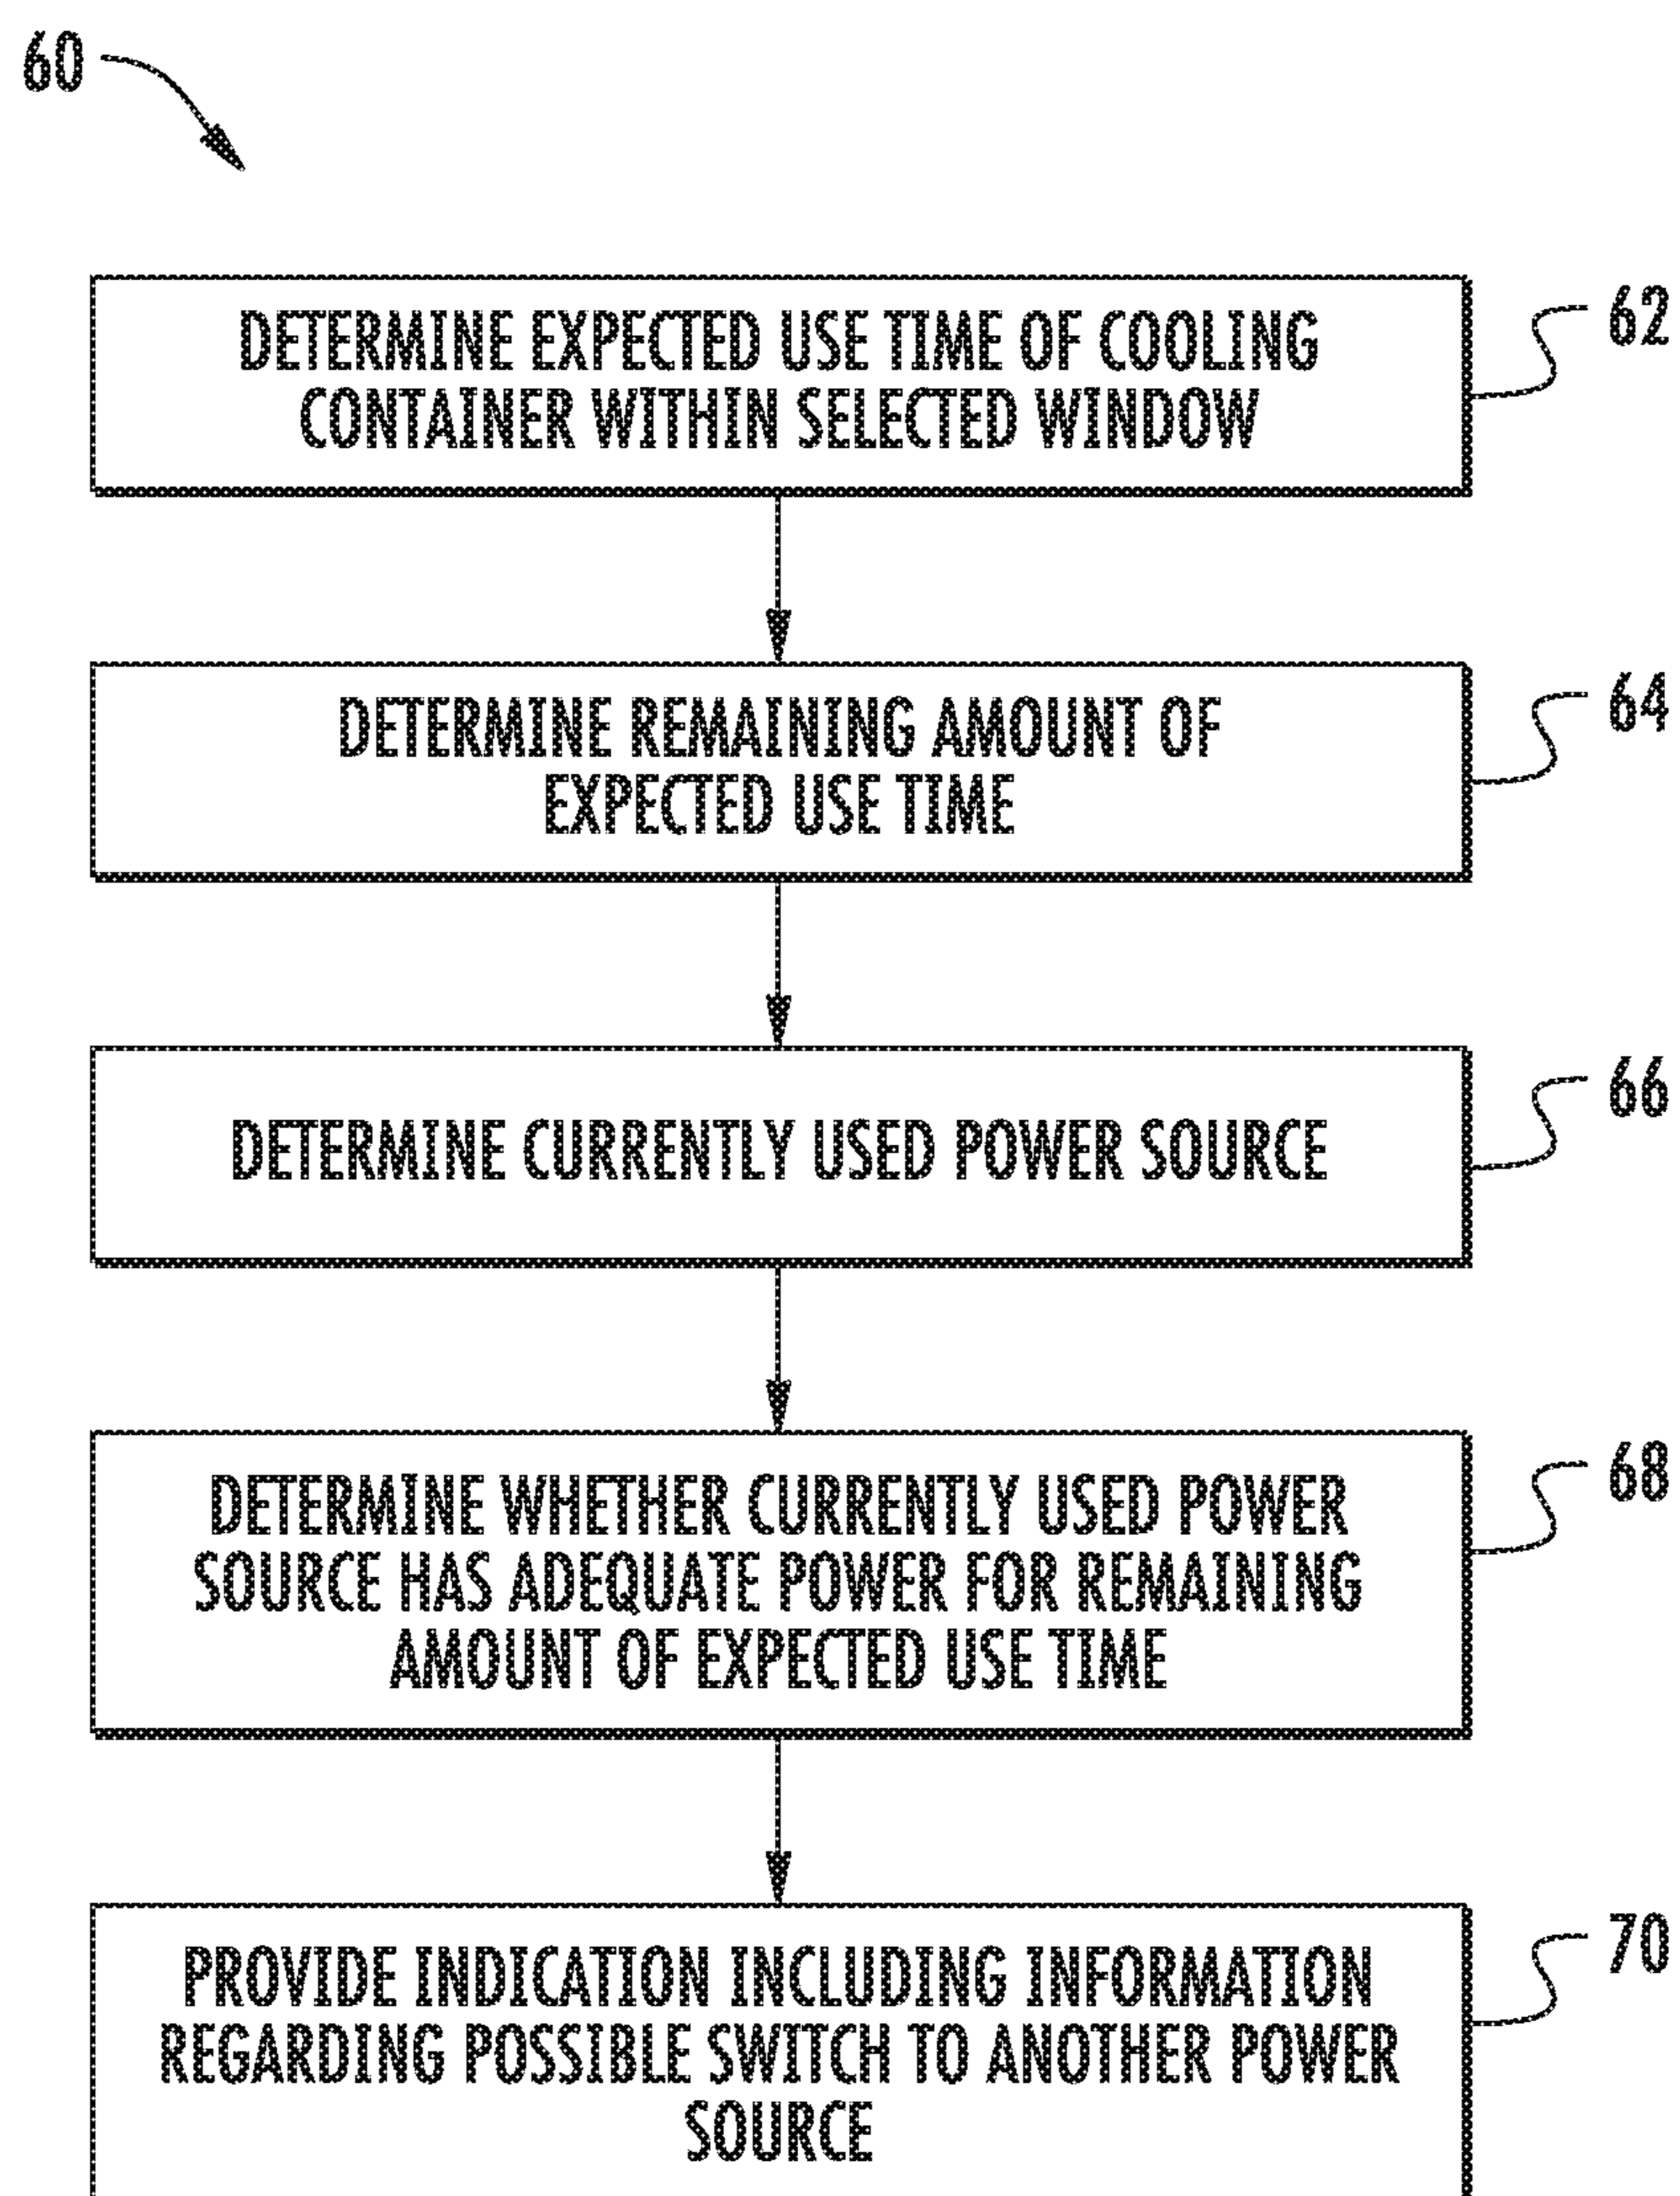 60
DETERMINE EXPECTED USE TIME OF COOLING
CONTAINER WITHIN SELECTED WINDOW
62
DETERMINE REMAINING AMOUNT OF
EXPECTED USE TIME
64
DETERMINE CURRENTLY USED POWER SOURCE
66
DETERMINE WHETHER CURRENTLY USED POWER
SOURCE HAS ADEQUATE POWER FOR REMAINING
AMOUNT OF EXPECTED USE TIME
68
PROVIDE INDICATION INCLUDING INFORMATION
REGARDING POSSIBLE SWITCH TO ANOTHER POWER
SOURCE
70